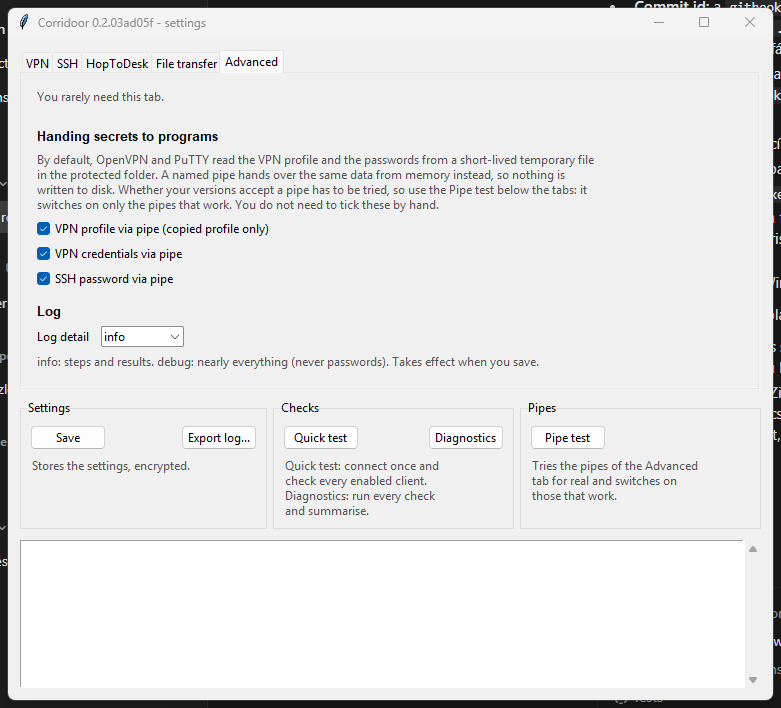 Commit id: a githook
Corridoor 0.2.03ad05f - settings
VPN SSH HopToDesk File transfer Advanced
You rarely need this tab.
Handing secrets to programs
By default, OpenVPN and PuTTY read the VPN profile and the passwords from a short-lived temporary file
in the protected folder. A named pipe hands over the same data from memory instead, so nothing is
written to disk. Whether your versions accept a pipe has to be tried, so use the Pipe test below the tabs: it
switches on only the pipes that work. You do not need to tick these by hand.
VPN profile via pipe (copied profile only)
VPN credentials via pipe
SSH password via pipe
Log
Log detail info
info: steps and results. debug: nearly everything (never passwords). Takes effect when you save.
Settings
Save Export log...
Stores the settings, encrypted.
Checks
Quick test Diagnostics
Quick test: connect once and
check every enabled client.
Diagnostics: run every check
and summarise.
Pipes
Pipe test
Tries the pipes of the Advanced
tab for real and switches on
those that work.